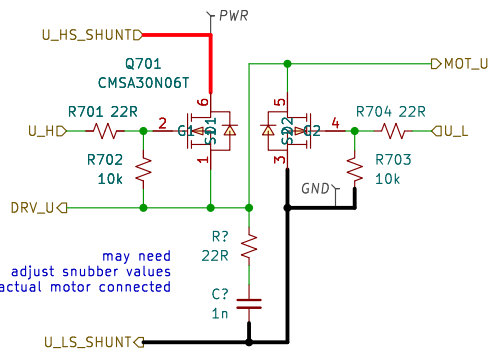 PWR
U_HS_SHUNT
Q701
CMSA30N06T
MOT_U
6
5
R701 22R
R704 22R
U_H
2
G1
SD1
SD2
G2
4
U_L
R702
10k
1
3
R703
10k
GND
DRV_U
R?
22R
may need
adjust snubber values
actual motor connected
C?
1n
U_LS_SHUNT